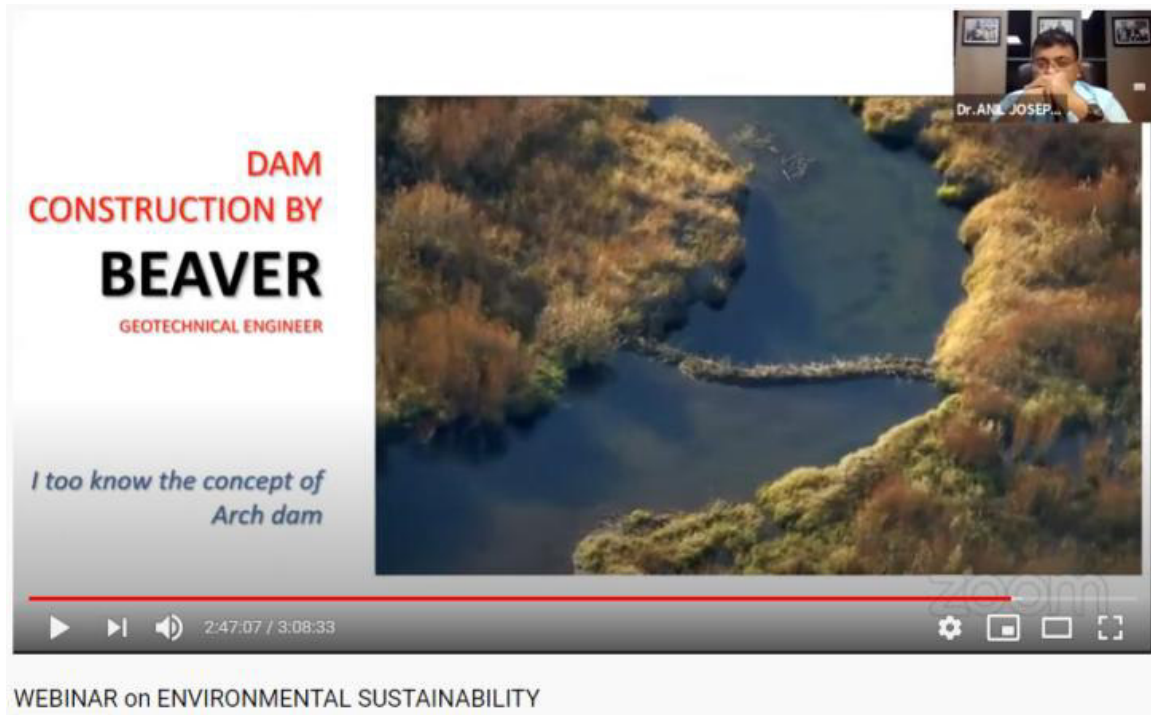 Dr.ANIL JOSEP...
DAM
CONSTRUCTION BY
BEAVER
GEOTECHNICAL ENGINEER
I too know the concept of
Arch dam
zoom
2:47:07 / 3:08:33
WEBINAR on ENVIRONMENTAL SUSTAINABILITY